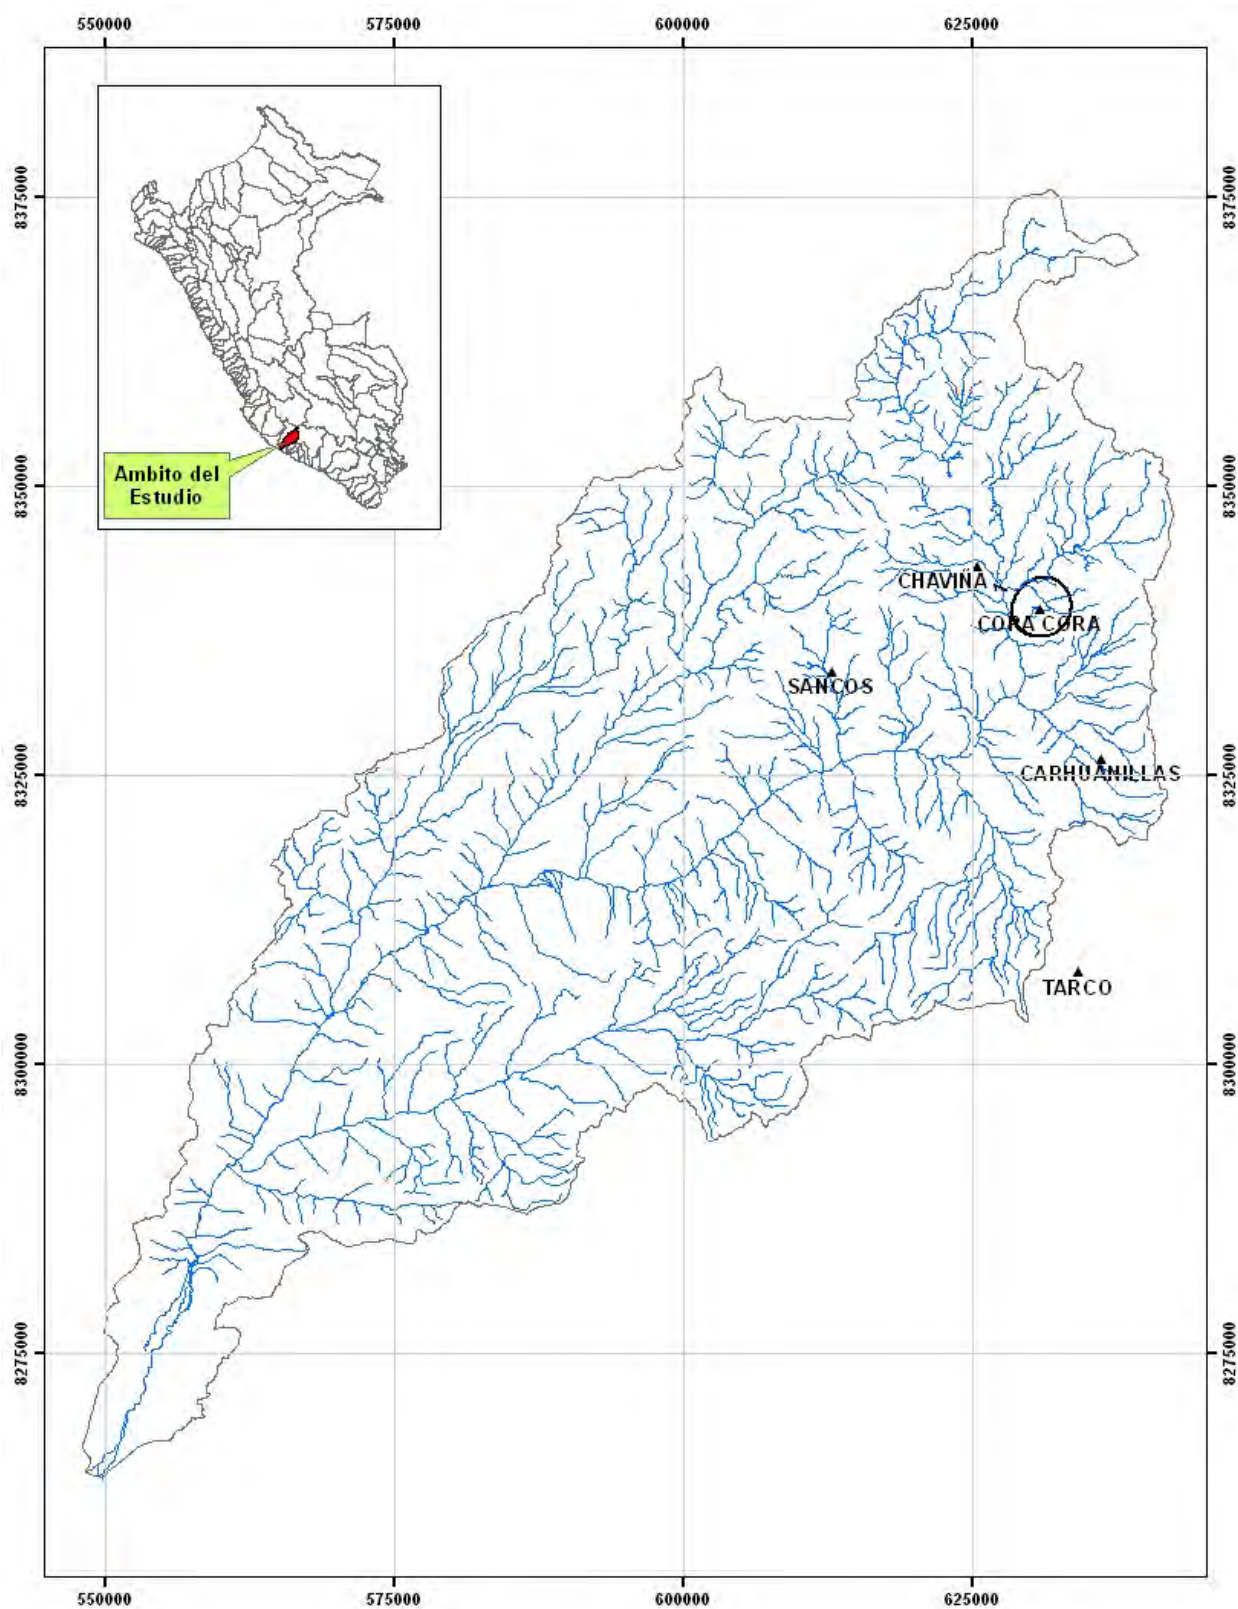 550000 575000 600000 625000
8375000 8375000
Ambito del
Estudio
8350000 8350000
CHAVIÑA
CORA CORA
SANCOS
8325000 CARHUANILLAS 8325000
TARCO
8300000 8300000
8275000 8275000
550000 575000 600000 625000